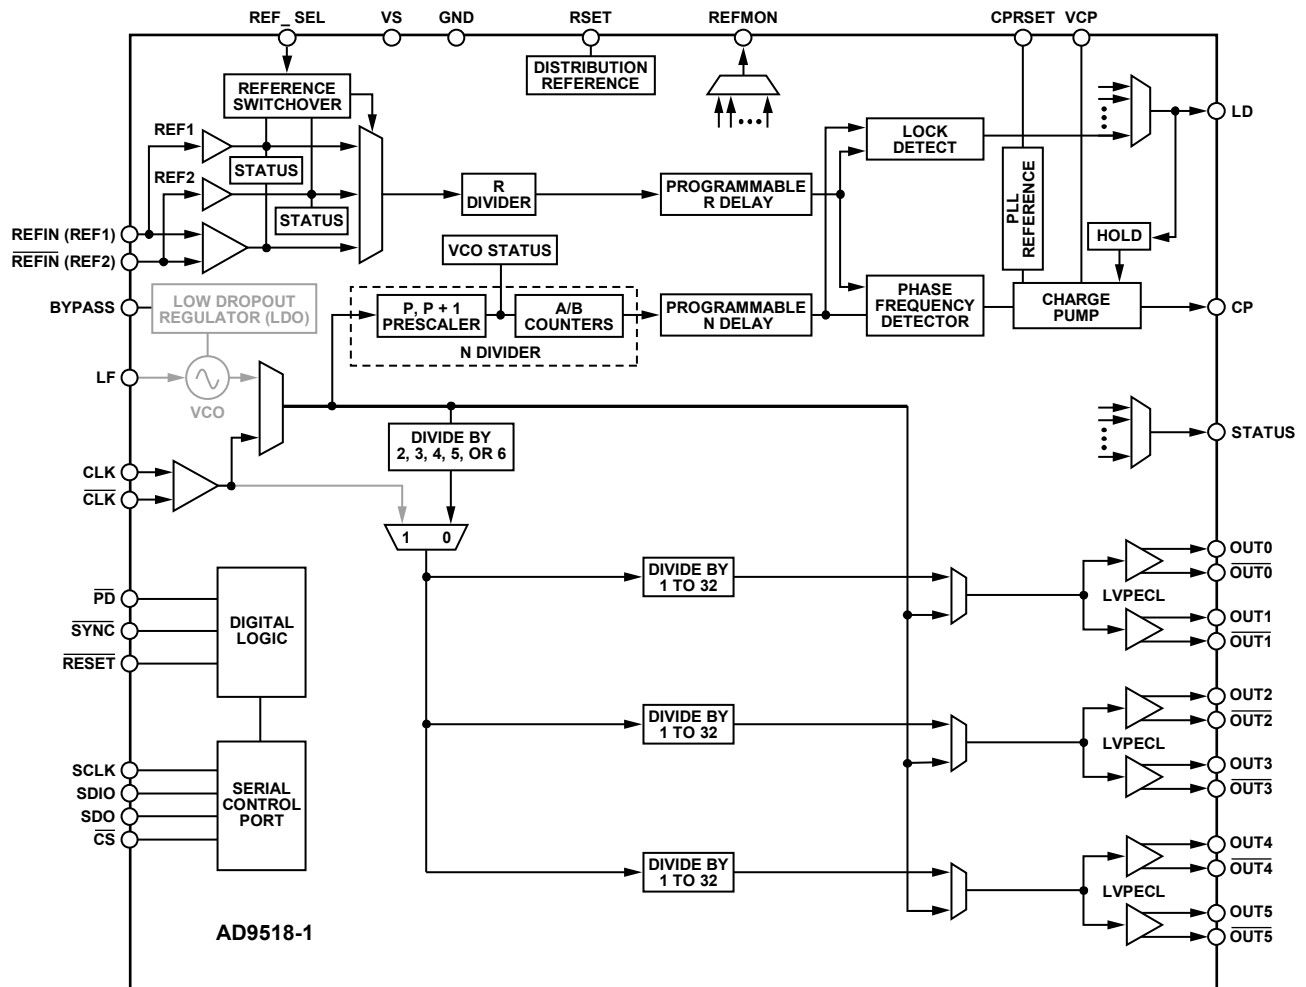 REF_SEL
VS
GND
RSET
REFMON
CPRSET
VCP
DISTRIBUTION
REFERENCE
REFERENCE
SWITCHOVER
REF1
STATUS
REF2
STATUS
REFIN (REF1)
REFIN (REF2)
R
DIVIDER
PROGRAMMABLE
R DELAY
LOCK
DETECT
LD
PLL
REFERENCE
HOLD
VCO STATUS
BYPASS
LOW DROPOUT
REGULATOR (LDO)
P, P + 1
PRESCALER
A/B
COUNTERS
N DIVIDER
PROGRAMMABLE
N DELAY
PHASE
FREQUENCY
DETECTOR
CHARGE
PUMP
CP
LF
VCO
DIVIDE BY
2, 3, 4, 5, OR 6
STATUS
CLK
CLK
1 0
DIVIDE BY
1 TO 32
LVPECL
OUT0
OUT0
OUT1
OUT1
PD
SYNC
RESET
DIGITAL
LOGIC
DIVIDE BY
1 TO 32
LVPECL
OUT2
OUT2
OUT3
OUT3
SCLK
SDIO
SDO
CS
SERIAL
CONTROL
PORT
DIVIDE BY
1 TO 32
LVPECL
OUT4
OUT4
OUT5
OUT5
AD9518-1